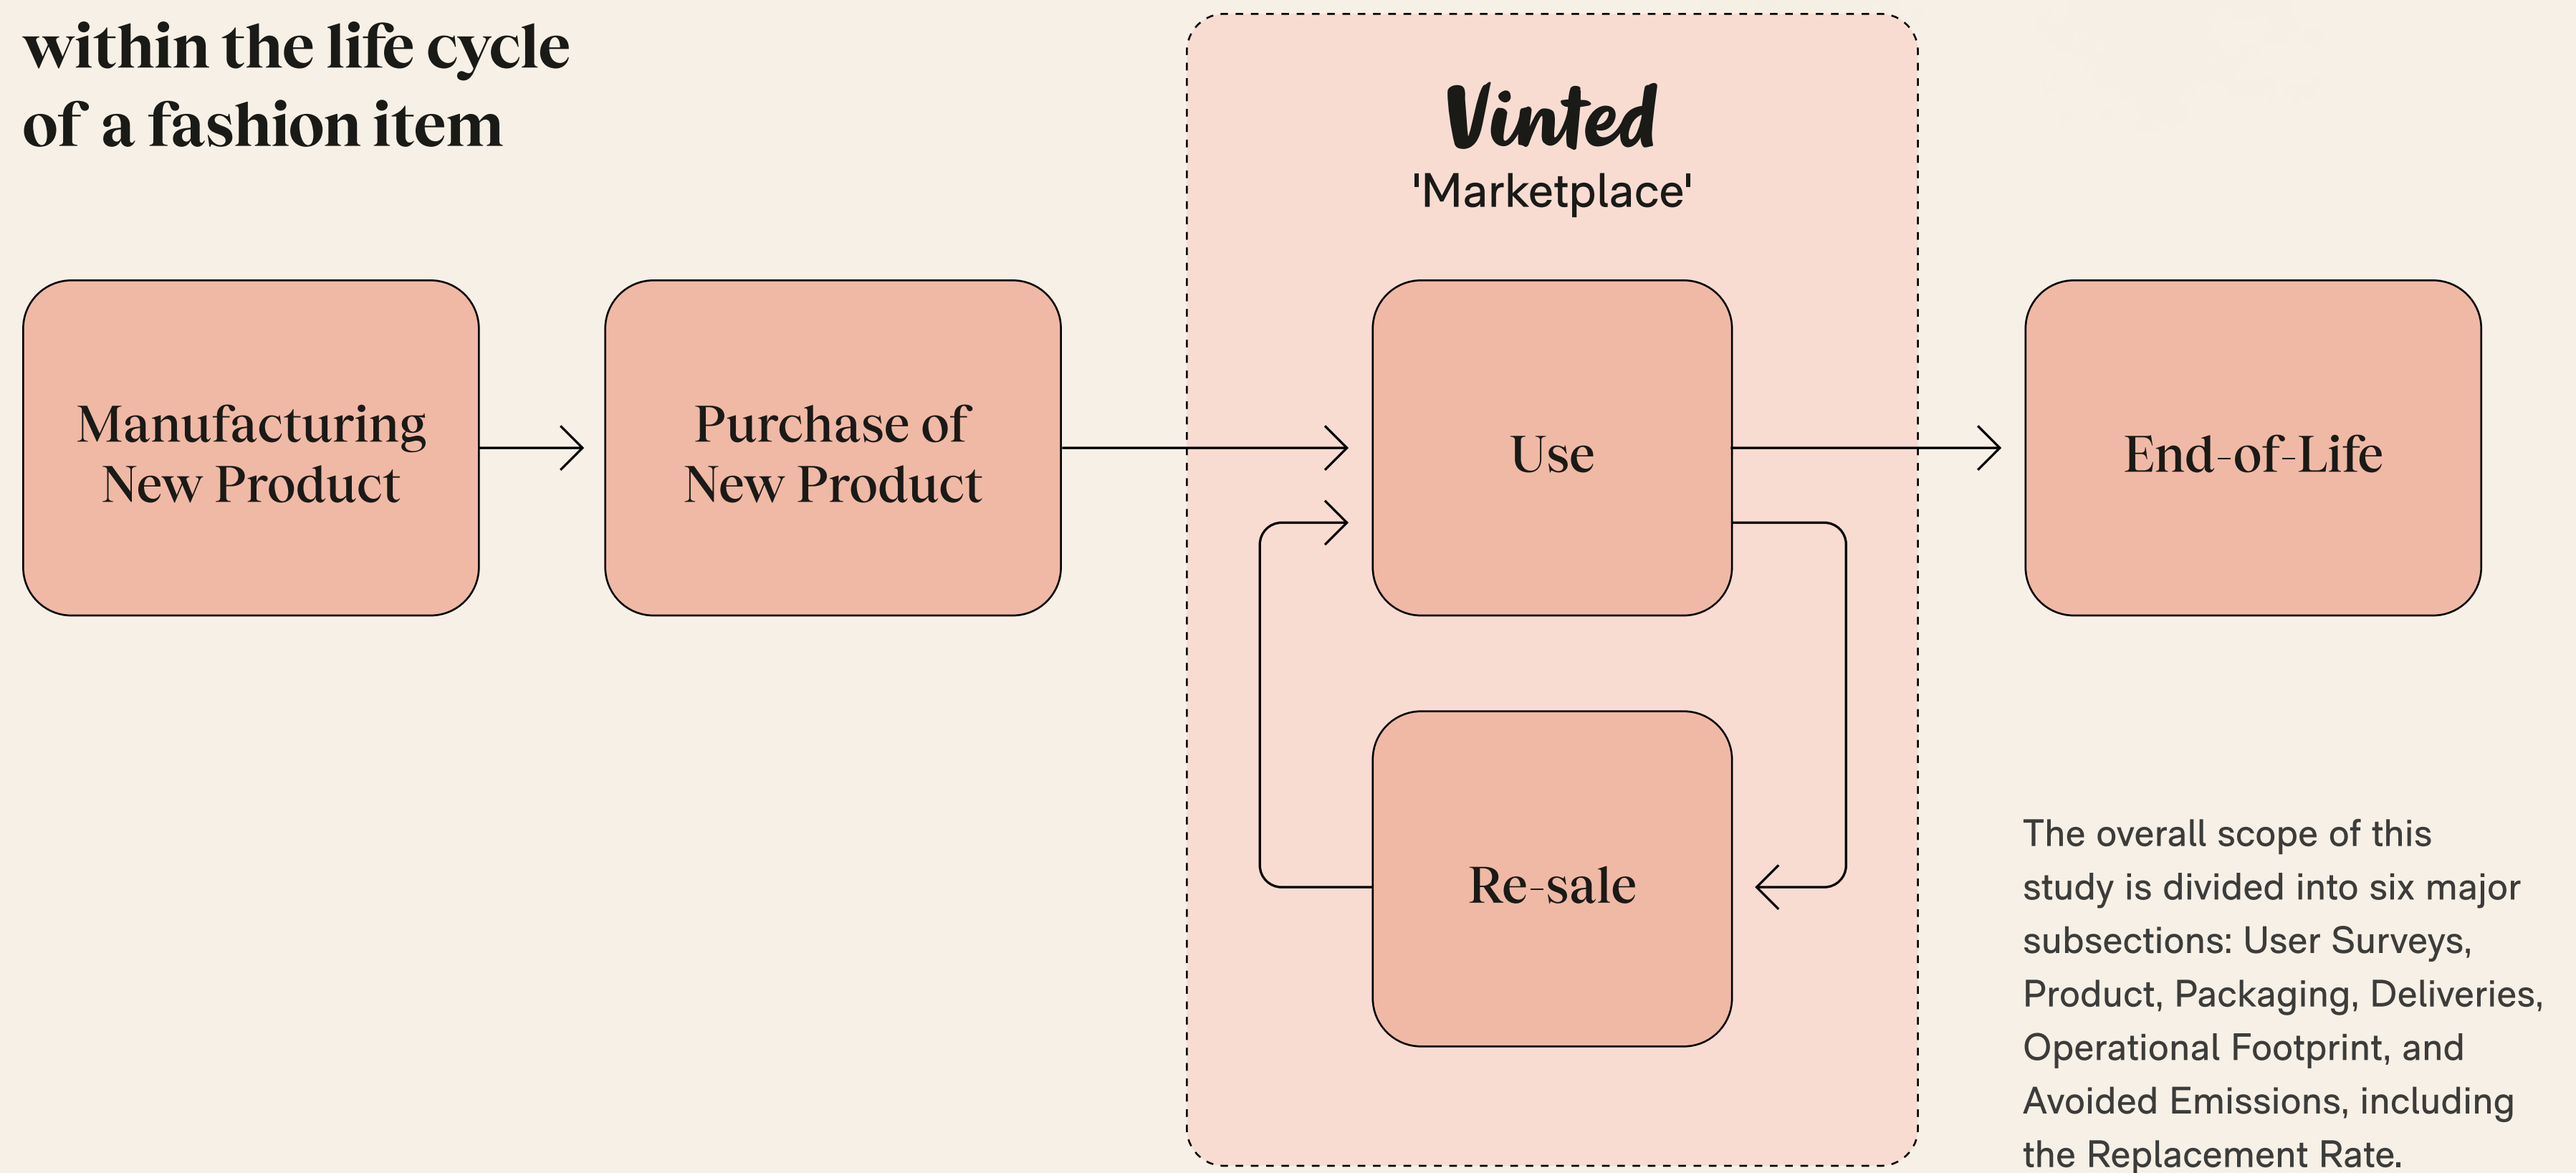 within the life cycle
of a fashion item
Vinted
'Marketplace'
Manufacturing
New Product
Purchase of
New Product
Use
End-of-Life
Re-sale
The overall scope of this
study is divided into six major
subsections: User Surveys,
Product, Packaging, Deliveries,
Operational Footprint, and
Avoided Emissions, including
the Replacement Rate.